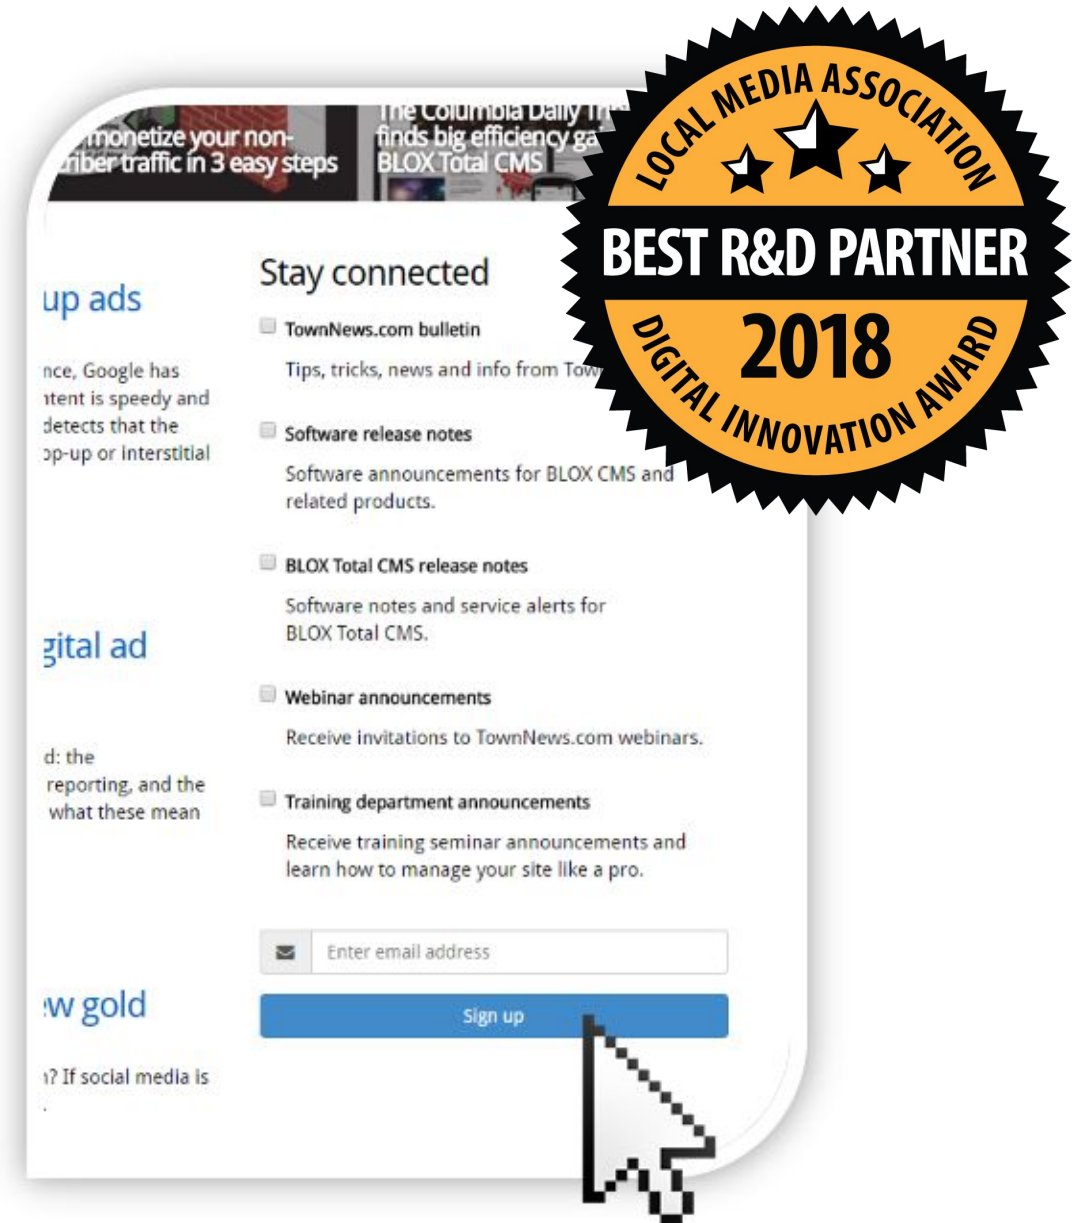 monetize your non-
traffic in 3 easy steps
The Columbia Daily
finds big efficiency
BLOX Total CMS
LOCAL MEDIA ASSOCIATION
BEST R&D PARTNER
2018
DIGITAL INNOVATION AWARD
up ads
Google has
is speedy and
detects that the
or interstitial
ad
d: the
reporting, and the
what these mean
gold
? If social media is
Stay connected
TownNews.com bulletin
Tips, tricks, news and info from
Software release notes
Software announcements for BLOX CMS and
related products.
BLOX Total CMS release notes
Software notes and service alerts for
BLOX Total CMS.
Webinar announcements
Receive invitations to TownNews.com webinars.
Training department announcements
Receive training seminar announcements and
learn how to manage your site like a pro.
Enter email address
Sign up